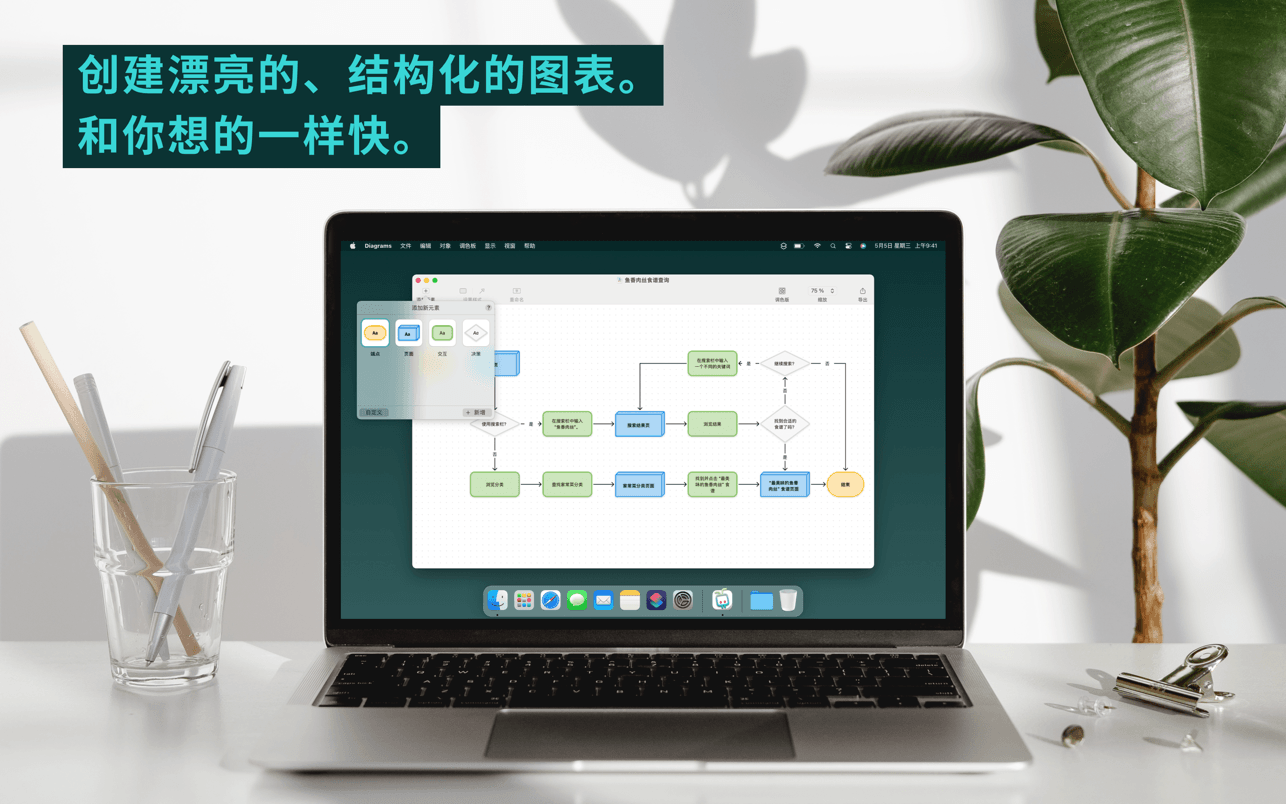 创建漂亮的、结构化的图表。
和你想的一样快。
Diagrams 文件 编辑 对象 调色板 显示 视窗 帮助
5月5日 星期三 上午9:41
鱼香肉丝食谱查询
75 %
调色板 缩放 导出
添加新元素 ?
Aa Aa Aa Aa
端点 页面 交互 决策
自定义 + 新增
在搜索栏中输入
一个不同的关键词
是
继续搜索?
否
否
使用搜索栏?
是
在搜索栏中输入
“鱼香肉丝”。
搜索结果页
浏览结果
找到合适的
食谱了吗?
否
是
浏览分类
查找家常菜分类
家常菜分类页面
找到并点击 “最美
味的鱼香肉丝” 食
谱
“最美味的鱼香
肉丝” 食谱页面
结束